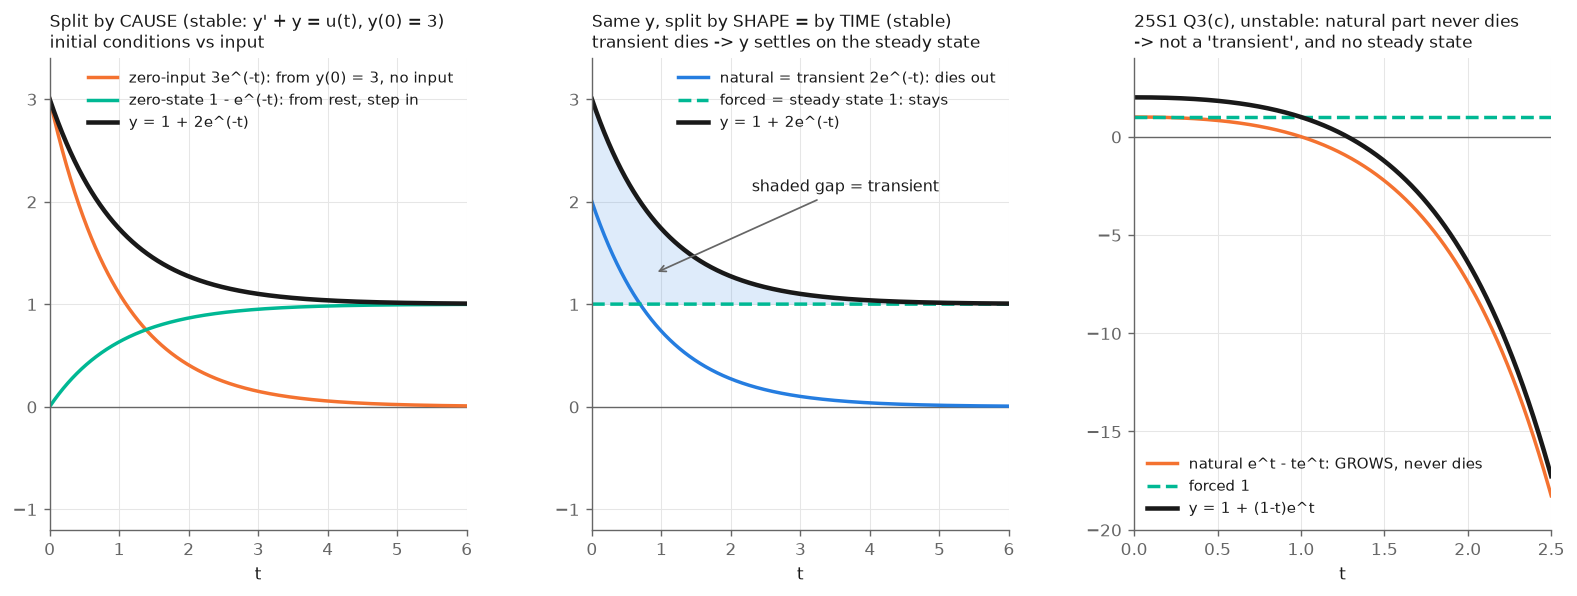 Split by CAUSE (stable: y' + y = u(t), y(0) = 3)
initial conditions vs input
zero-input 3e^(-t): from y(0) = 3, no input
zero-state 1 - e^(-t): from rest, step in
y = 1 + 2e^(-t)
3
2
1
0
−1
0
1
2
3
4
5
6
t
Same y, split by SHAPE = by TIME (stable)
transient dies -> y settles on the steady state
natural = transient 2e^(-t): dies out
forced = steady state 1: stays
y = 1 + 2e^(-t)
shaded gap = transient
3
2
1
0
−1
0
1
2
3
4
5
6
t
25S1 Q3(c), unstable: natural part never dies
-> not a 'transient', and no steady state
0
−5
−10
−15
−20
natural e^t - te^t: GROWS, never dies
forced 1
y = 1 + (1-t)e^t
0.0
0.5
1.0
1.5
2.0
2.5
t